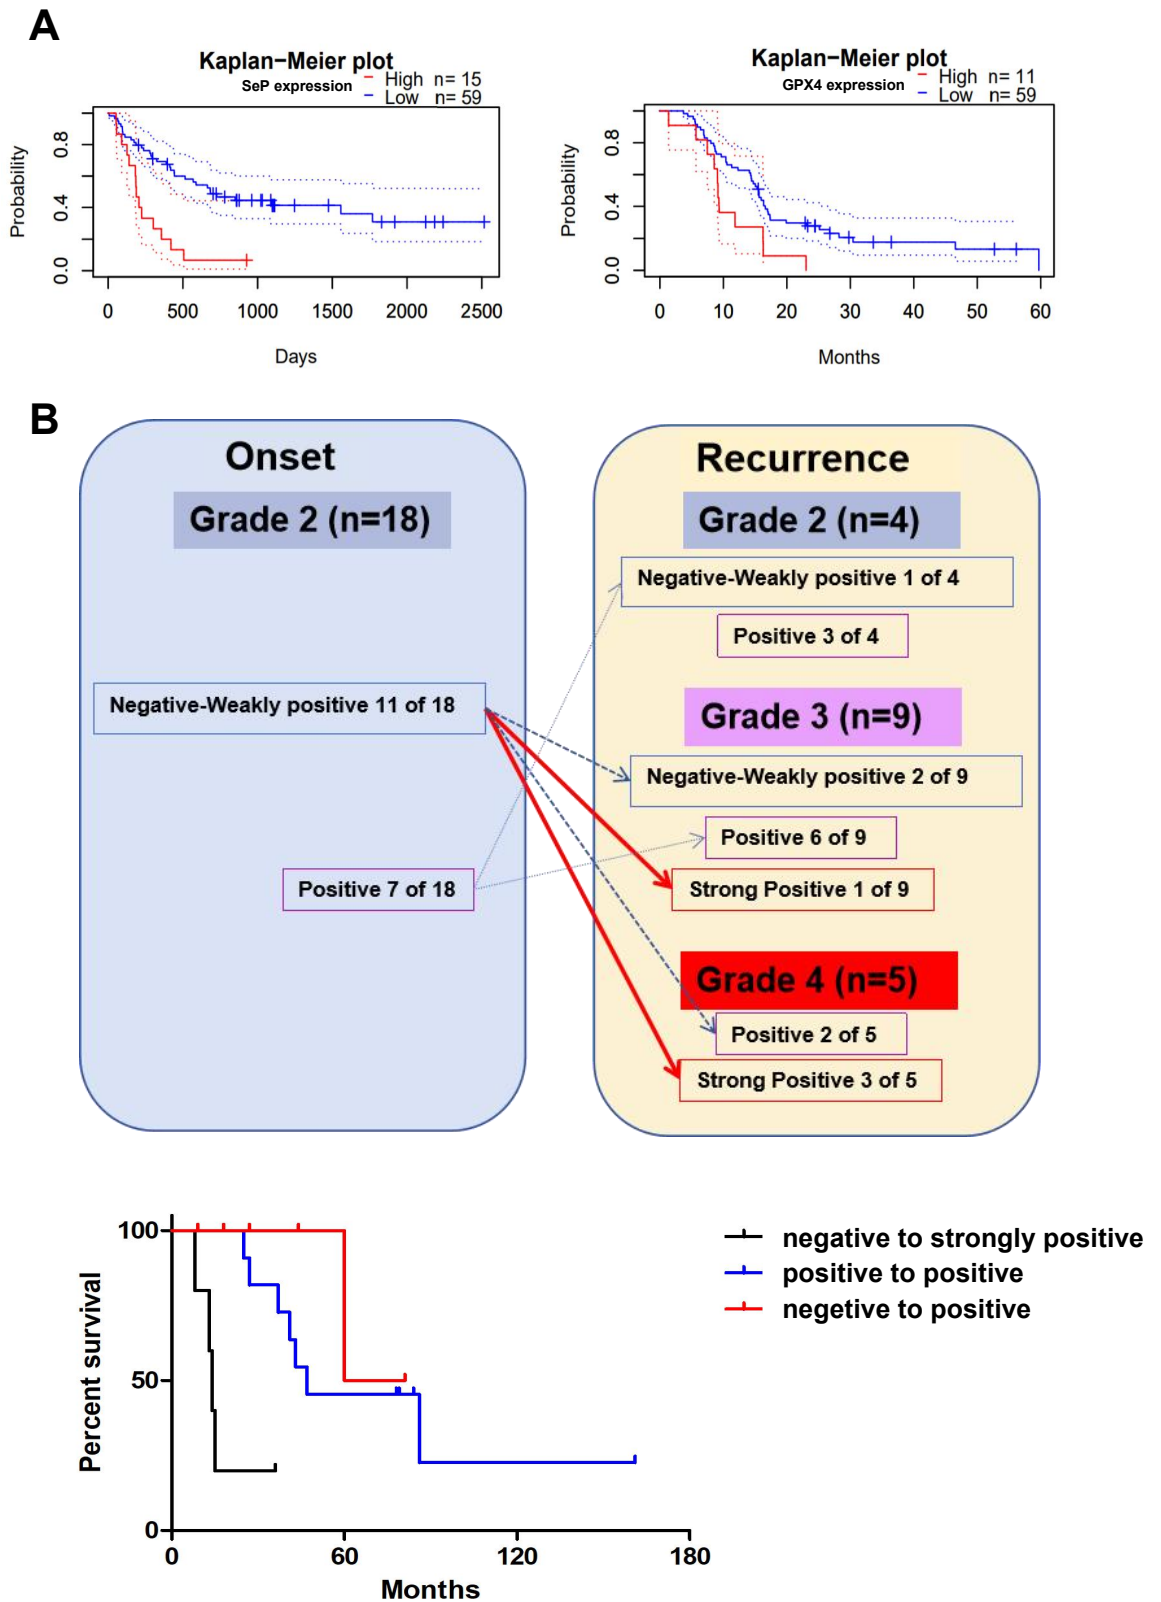 A
Kaplan−Meier plot
SeP expression
High n= 15
Low n= 59
Probability
0.0 0.4 0.8
0 500 1000 1500 2000 2500
Days
Kaplan−Meier plot
GPX4 expression
High n= 11
Low n= 59
Probability
0.0 0.4 0.8
0 10 20 30 40 50 60
Months
B
Onset
Grade 2 (n=18)
Negative-Weakly positive 11 of 18
Positive 7 of 18
Recurrence
Grade 2 (n=4)
Negative-Weakly positive 1 of 4
Positive 3 of 4
Grade 3 (n=9)
Negative-Weakly positive 2 of 9
Positive 6 of 9
Strong Positive 1 of 9
Grade 4 (n=5)
Positive 2 of 5
Strong Positive 3 of 5
Percent survival
100
50
0
0 60 120 180
Months
negative to strongly positive
positive to positive
negetive to positive